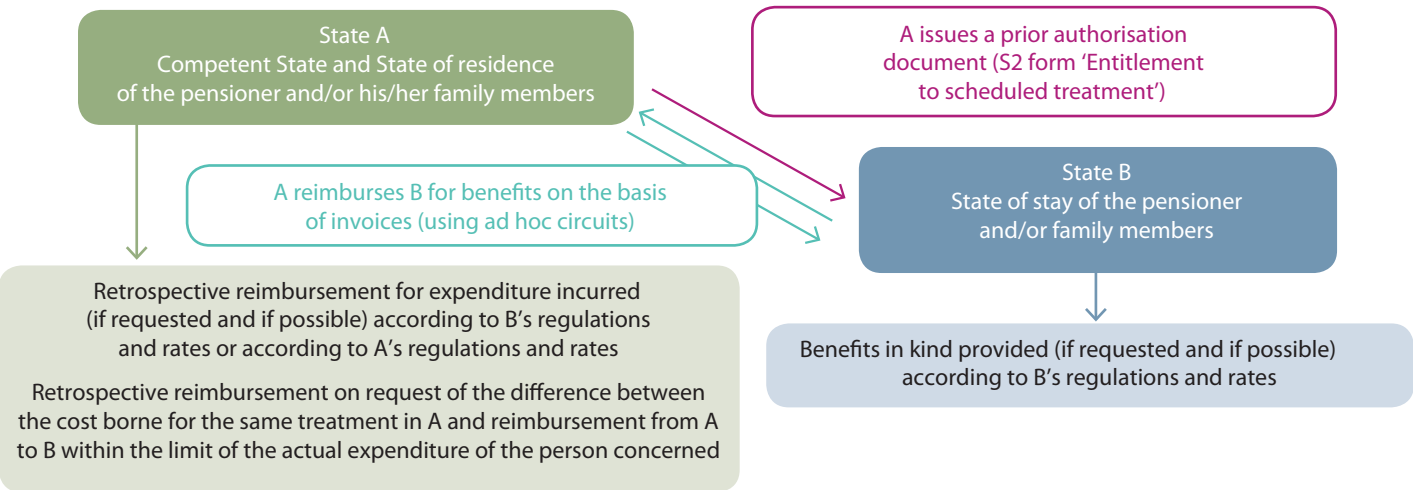 State A
Competent State and State of residence
of the pensioner and/or his/her family members
A issues a prior authorisation
document (S2 form ‘Entitlement
to scheduled treatment’)
A reimburses B for benefits on the basis
of invoices (using ad hoc circuits)
State B
State of stay of the pensioner
and/or family members
Retrospective reimbursement for expenditure incurred
(if requested and if possible) according to B’s regulations
and rates or according to A’s regulations and rates
Retrospective reimbursement on request of the difference between
the cost borne for the same treatment in A and reimbursement from A
to B within the limit of the actual expenditure of the person concerned
Benefits in kind provided (if requested and if possible)
according to B’s regulations and rates